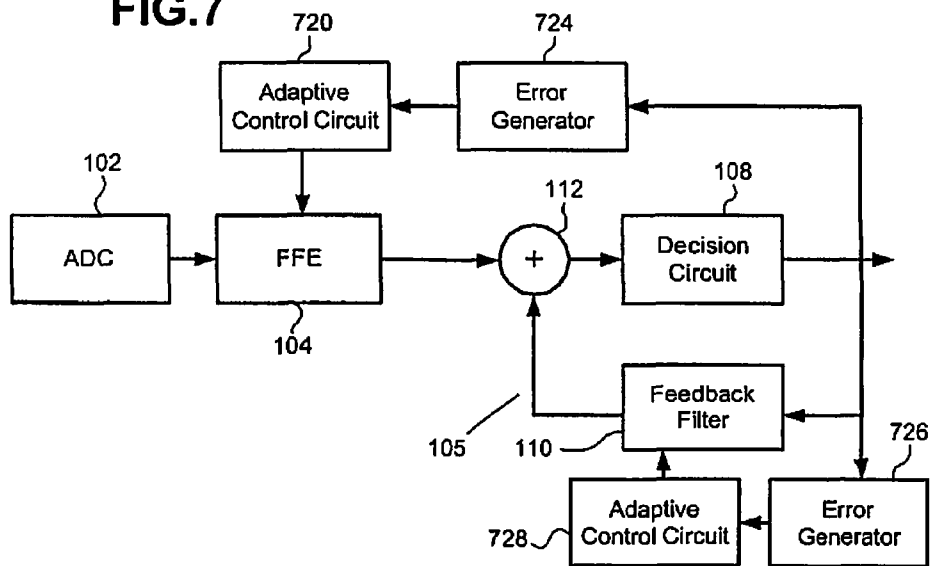 FIG.7
720
724
Adaptive
Control Circuit
Error
Generator
102
112
108
ADC
FFE
+
Decision
Circuit
104
Feedback
Filter
105
110
726
728
Adaptive
Control Circuit
Error
Generator